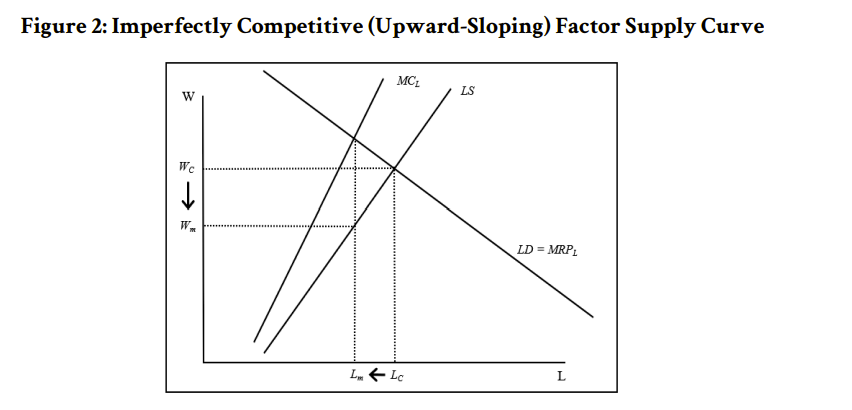 Figure 2: Imperfectly Competitive (Upward-Sloping) Factor Supply Curve
MCL
LS
W
WC
Wm
LD = MRPL
Lm LC
L